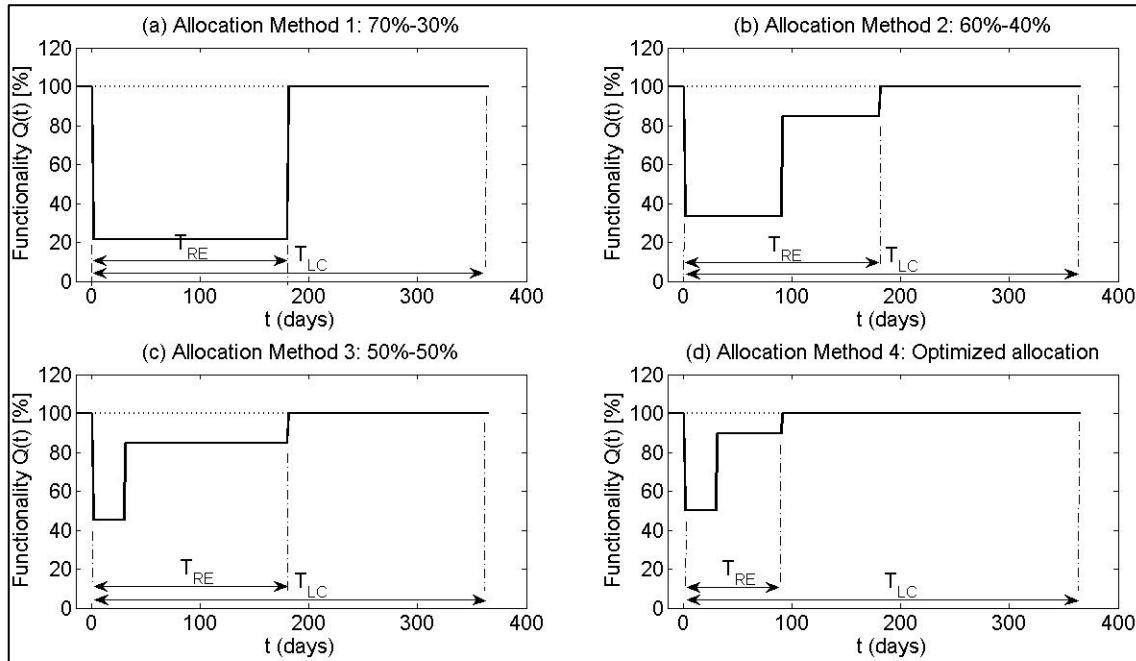 (a) Allocation Method 1: 70%-30%
120
100
80
60
40
20
0
Functionality Q(t) [%]
T_RE
T_LC
0 100 200 300 400
t (days)
(b) Allocation Method 2: 60%-40%
120
100
80
60
40
20
0
Functionality Q(t) [%]
T_RE
T_LC
0 100 200 300 400
t (days)
(c) Allocation Method 3: 50%-50%
120
100
80
60
40
20
0
Functionality Q(t) [%]
T_RE
T_LC
0 100 200 300 400
t (days)
(d) Allocation Method 4: Optimized allocation
120
100
80
60
40
20
0
Functionality Q(t) [%]
T_RE
T_LC
0 100 200 300 400
t (days)